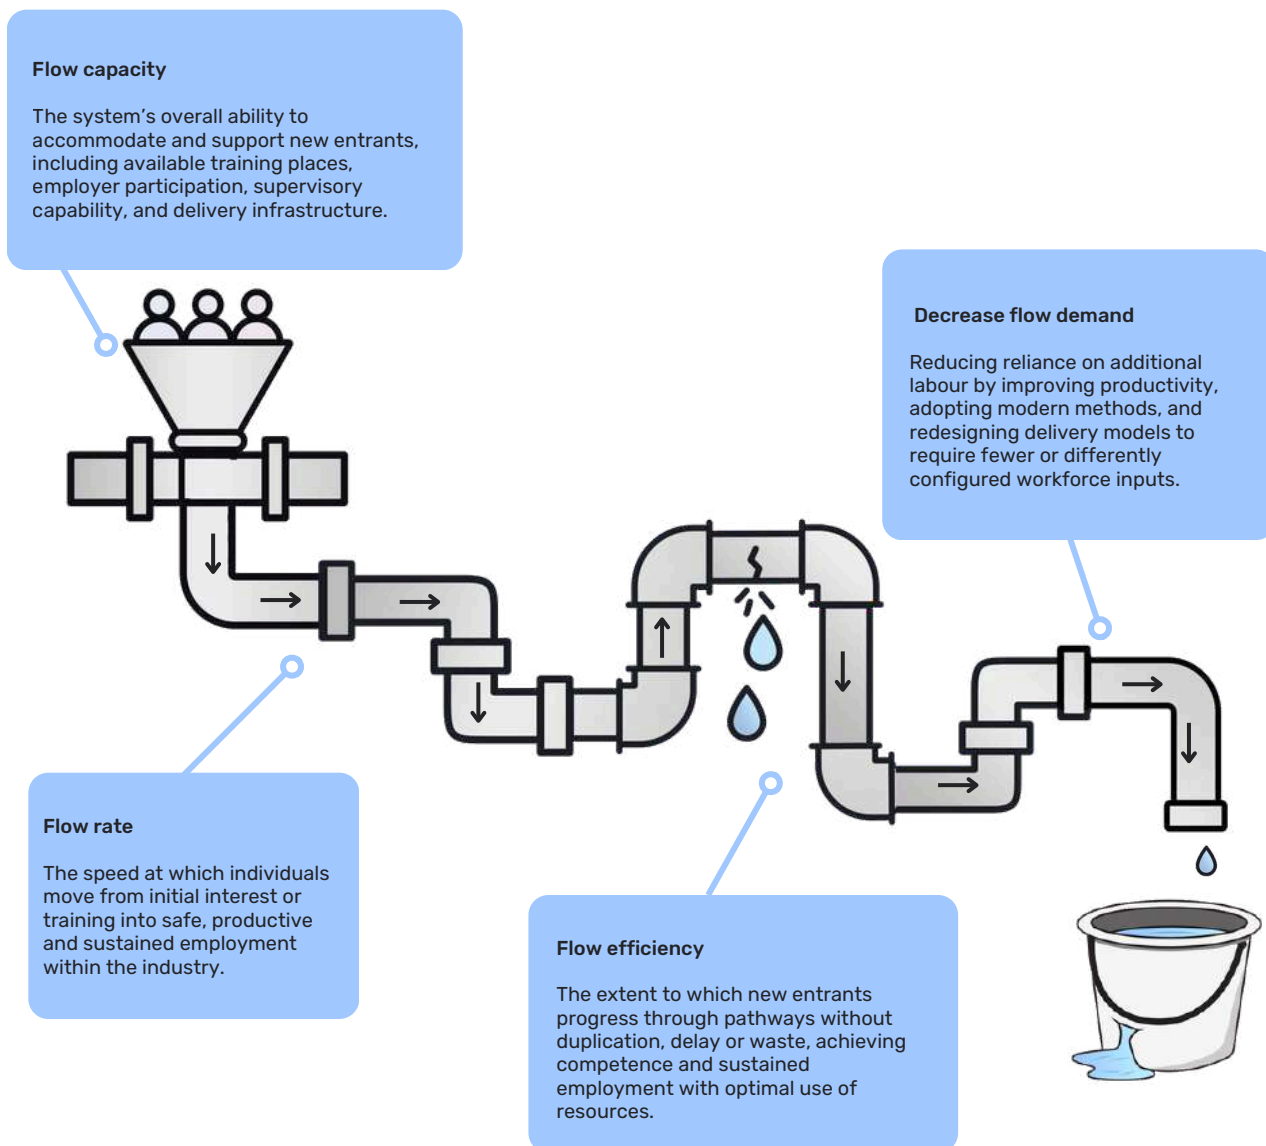 Flow capacity
The system's overall ability to
accommodate and support new entrants,
including available training places,
employer participation, supervisory
capability, and delivery infrastructure.
Decrease flow demand
Reducing reliance on additional
labour by improving productivity,
adopting modern methods, and
redesigning delivery models to
require fewer or differently
configured workforce inputs.
Flow rate
The speed at which individuals
move from initial interest or
training into safe, productive
and sustained employment
within the industry.
Flow efficiency
The extent to which new entrants
progress through pathways without
duplication, delay or waste, achieving
competence and sustained
employment with optimal use of
resources.